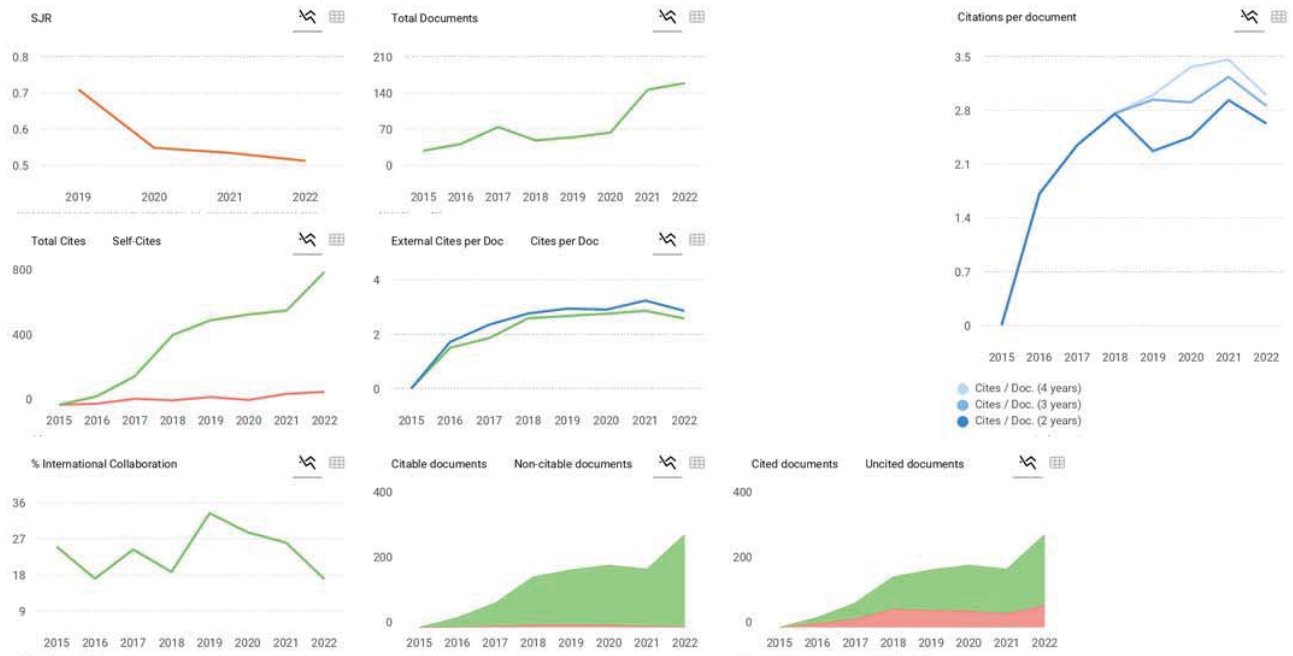 SJR
0.8
0.7
0.6
0.5
2019 2020 2021 2022
Total Documents
210
140
70
0
2015 2016 2017 2018 2019 2020 2021 2022
Citations per document
3.5
2.8
2.1
1.4
0.7
0
2015 2016 2017 2018 2019 2020 2021 2022
Cites / Doc. (4 years)
Cites / Doc. (3 years)
Cites / Doc. (2 years)
Total Cites Self-Cites
800
400
0
2015 2016 2017 2018 2019 2020 2021 2022
External Cites per Doc Cites per Doc
4
2
0
2015 2016 2017 2018 2019 2020 2021 2022
% International Collaboration
36
27
18
9
2015 2016 2017 2018 2019 2020 2021 2022
Citable documents Non-citable documents
400
200
0
2015 2016 2017 2018 2019 2020 2021 2022
Cited documents Uncited documents
400
200
0
2015 2016 2017 2018 2019 2020 2021 2022